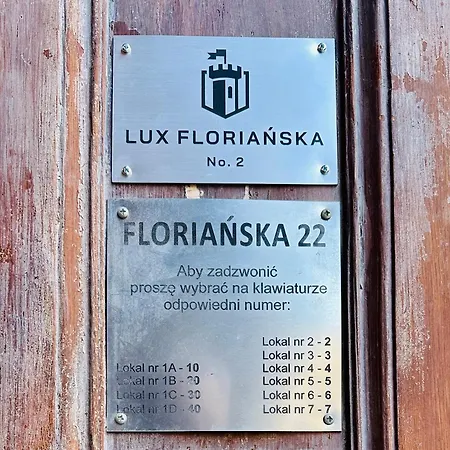 LUX FLORIAŃSKA
No. 2
FLORIAŃSKA 22
Aby zadzwonić
proszę wybrać na klawiaturze
odpowiedni numer:
Lokal nr 2 - 2
Lokal nr 3 - 3
Lokal nr 1A - 10 Lokal nr 4 - 4
Lokal nr 1B - 20 Lokal nr 5 - 5
Lokal nr 1C - 30 Lokal nr 6 - 6
Lokal nr 1D - 40 Lokal nr 7 - 7